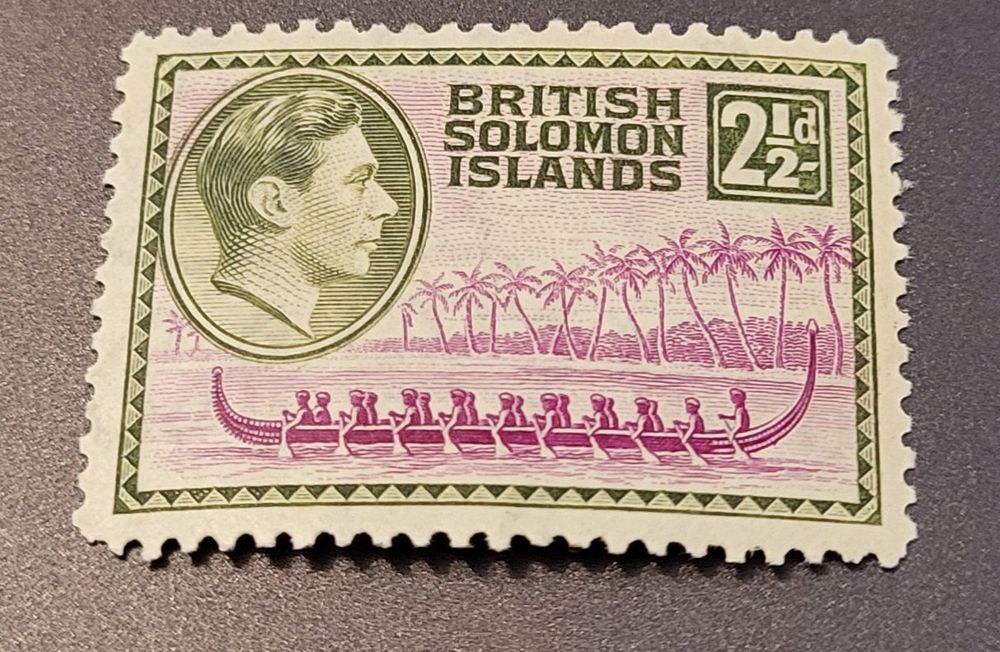 BRITISH
SOLOMON
ISLANDS
2½d